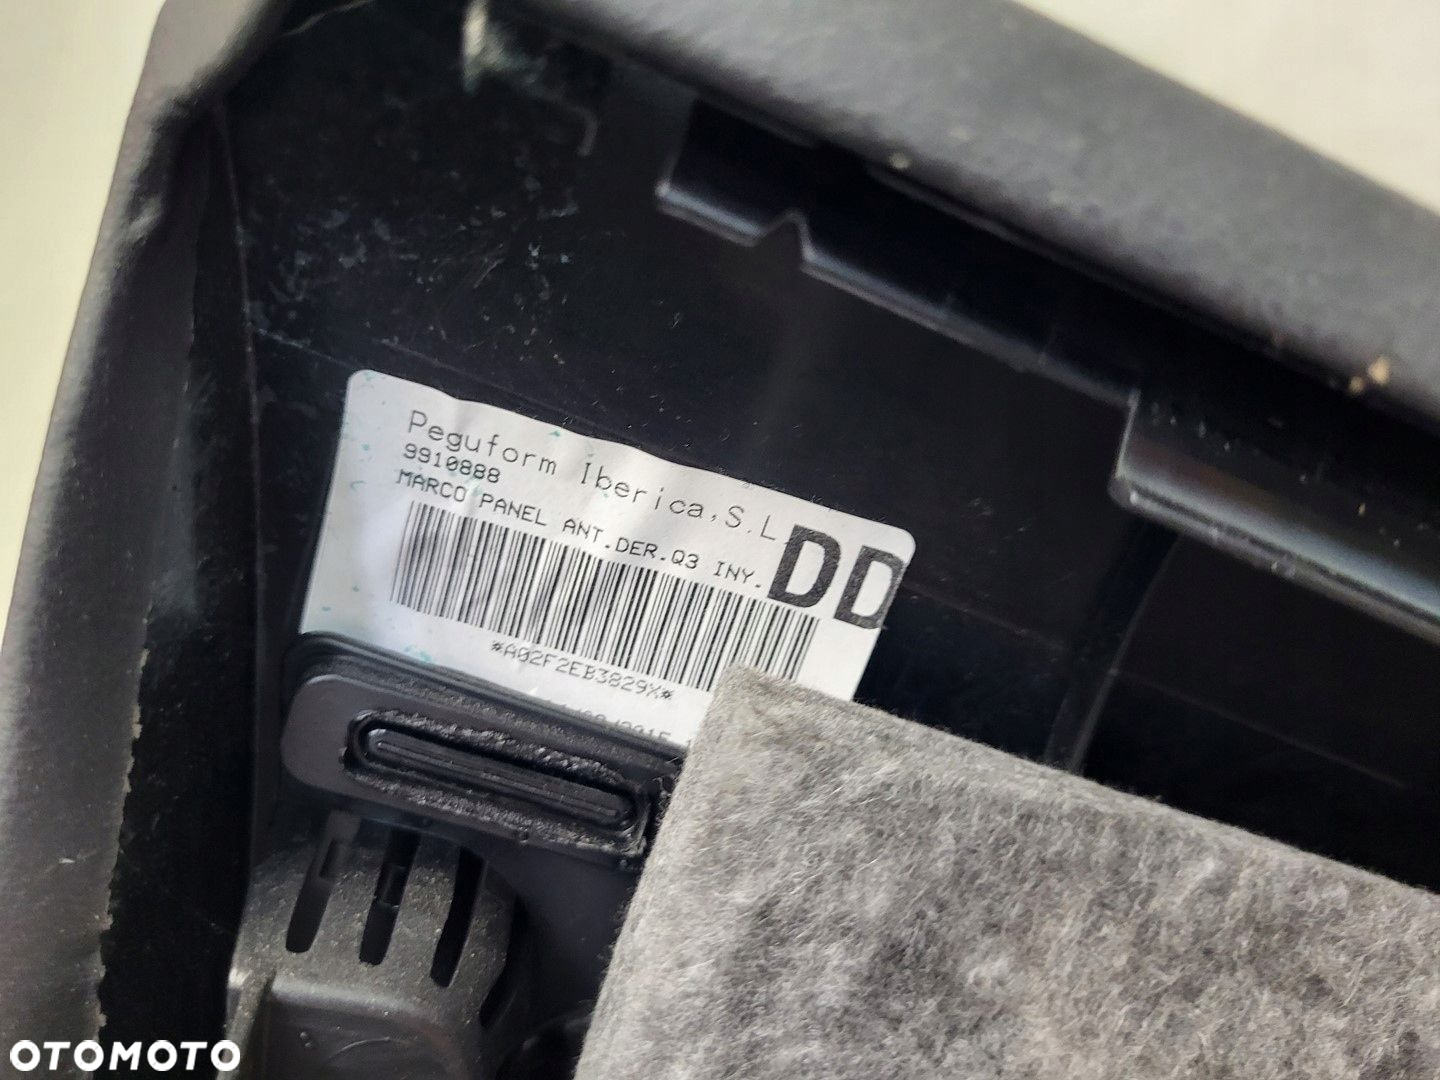 Peguform Iberica,S.L
9910888
MARCO PANEL ANT.DER.Q3 INY.
DD
*A02F2EB3829X*
OTOMOTO